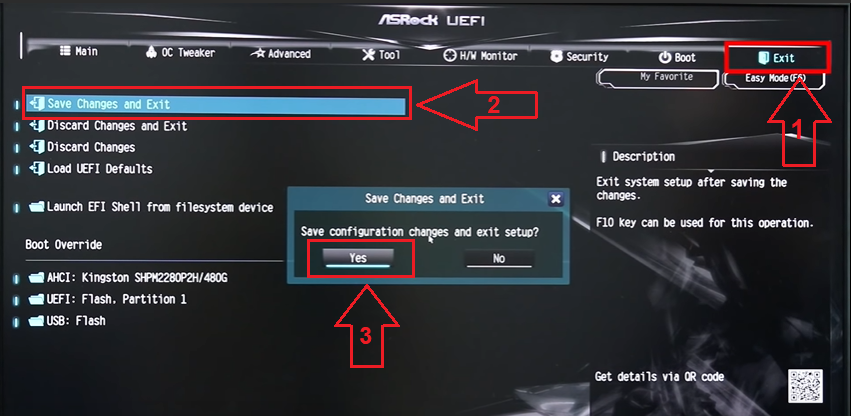 ASRock UEFI
Main OC Tweaker Advanced Tool H/W Monitor Security Boot Exit
My Favorite Easy Mode(F6)
1
Save Changes and Exit
2
Discard Changes and Exit
Discard Changes
Load UEFI Defaults
Launch EFI Shell from filesystem device
Boot Override
AHCI: Kingston SHPM2280P2H/480G
UEFI: Flash, Partition 1
USB: Flash
Save Changes and Exit
Save configuration changes and exit setup?
Yes No
3
Description
Exit system setup after saving the
changes.
F10 key can be used for this operation.
Get details via QR code